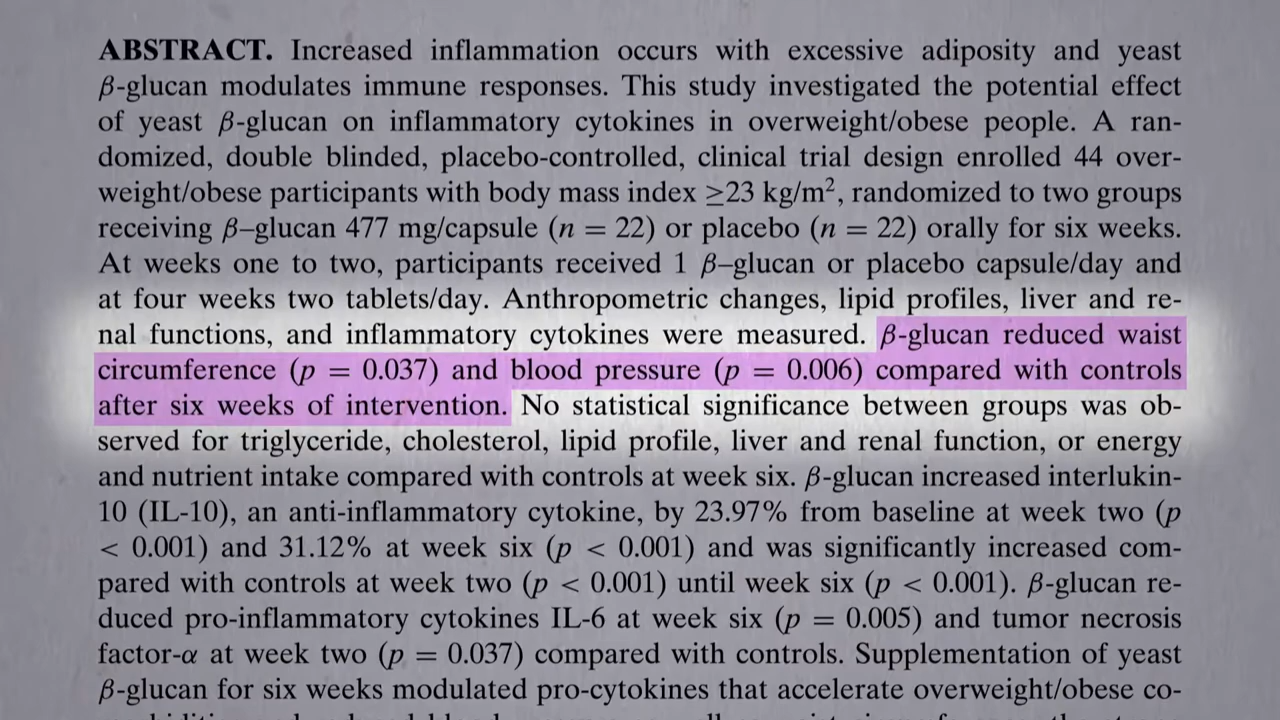 ABSTRACT. Increased inflammation occurs with excessive adiposity and yeast
β-glucan modulates immune responses. This study investigated the potential effect
of yeast β-glucan on inflammatory cytokines in overweight/obese people. A ran-
domized, double blinded, placebo-controlled, clinical trial design enrolled 44 over-
weight/obese participants with body mass index ≥23 kg/m², randomized to two groups
receiving β–glucan 477 mg/capsule (n = 22) or placebo (n = 22) orally for six weeks.
At weeks one to two, participants received 1 β–glucan or placebo capsule/day and
at four weeks two tablets/day. Anthropometric changes, lipid profiles, liver and re-
nal functions, and inflammatory cytokines were measured. β-glucan reduced waist
circumference (p = 0.037) and blood pressure (p = 0.006) compared with controls
after six weeks of intervention. No statistical significance between groups was ob-
served for triglyceride, cholesterol, lipid profile, liver and renal function, or energy
and nutrient intake compared with controls at week six. β-glucan increased interlukin-
10 (IL-10), an anti-inflammatory cytokine, by 23.97% from baseline at week two (p
< 0.001) and 31.12% at week six (p < 0.001) and was significantly increased com-
pared with controls at week two (p < 0.001) until week six (p < 0.001). β-glucan re-
duced pro-inflammatory cytokines IL-6 at week six (p = 0.005) and tumor necrosis
factor-α at week two (p = 0.037) compared with controls. Supplementation of yeast
β-glucan for six weeks modulated pro-cytokines that accelerate overweight/obese co-